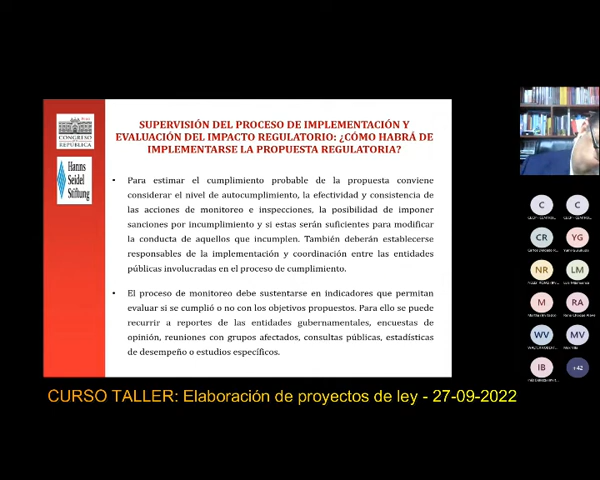 SUPERVISIÓN DEL PROCESO DE IMPLEMENTACIÓN Y
EVALUACIÓN DEL IMPACTO REGULATORIO: ¿CÓMO HABRÁ DE
IMPLEMENTARSE LA PROPUESTA REGULATORIA?
CONGRESO
REPÚBLICA
Hanns
Seidel
Stiftung
▪ Para estimar el cumplimiento probable de la propuesta conviene
considerar el nivel de autocumplimiento, la efectividad y consistencia de
las acciones de monitoreo e inspecciones, la posibilidad de imponer
sanciones por incumplimiento y si estas serán suficientes para modificar
la conducta de aquellos que incumplen. También deberán establecerse
responsables de la implementación y coordinación entre las entidades
públicas involucradas en el proceso de cumplimiento.
▪ El proceso de monitoreo debe sustentarse en indicadores que permitan
evaluar si se cumplió o no con los objetivos propuestos. Para ello se puede
recurrir a reportes de las entidades gubernamentales, encuestas de
opinión, reuniones con grupos afectados, consultas públicas, estadísticas
de desempeño o estudios específicos.
C
C
CR
YG
NR
LM
M
RA
WV
MV
IB
+42
CURSO TALLER: Elaboración de proyectos de ley - 27-09-2022